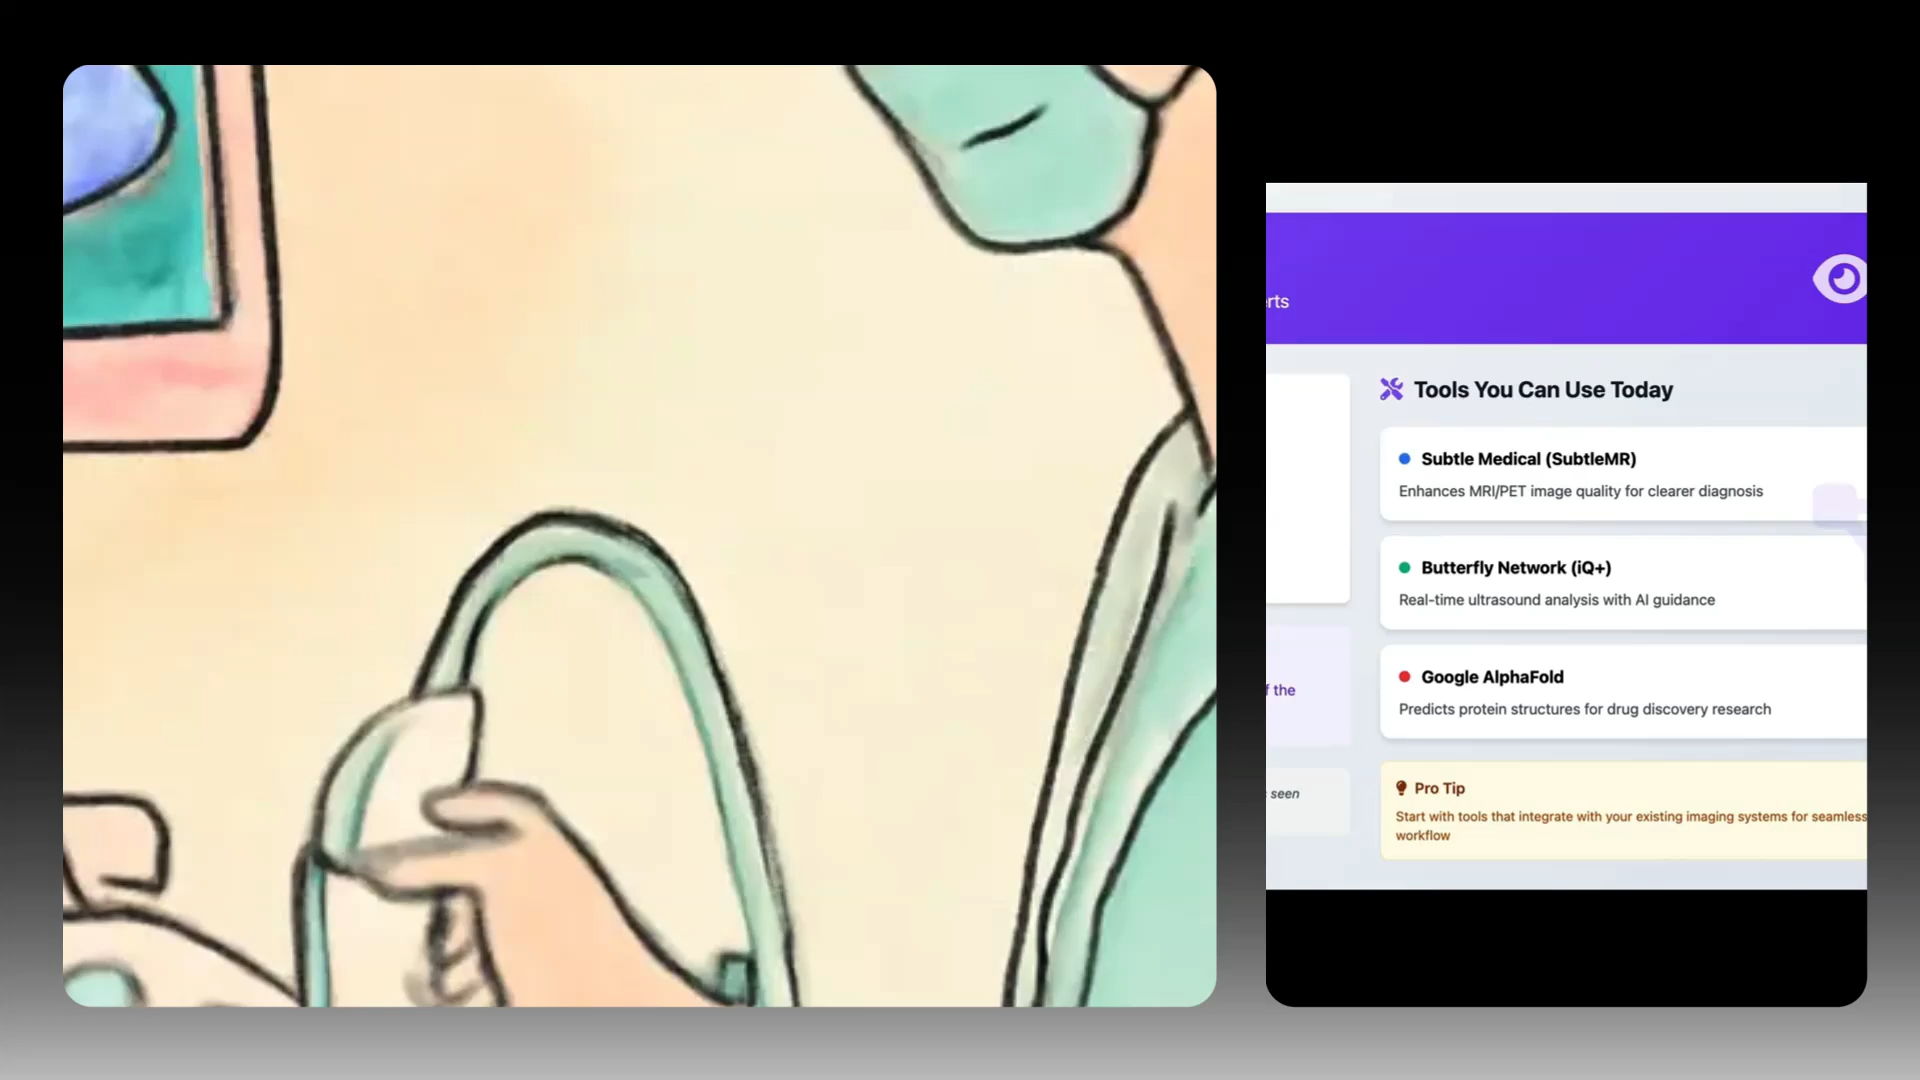 Tools You Can Use Today
Subtle Medical (SubtleMR)
Enhances MRI/PET image quality for clearer diagnosis
Butterfly Network (iQ+)
Real-time ultrasound analysis with AI guidance
Google AlphaFold
Predicts protein structures for drug discovery research
the
seen
Pro Tip
Start with tools that integrate with your existing imaging systems for seamless
workflow